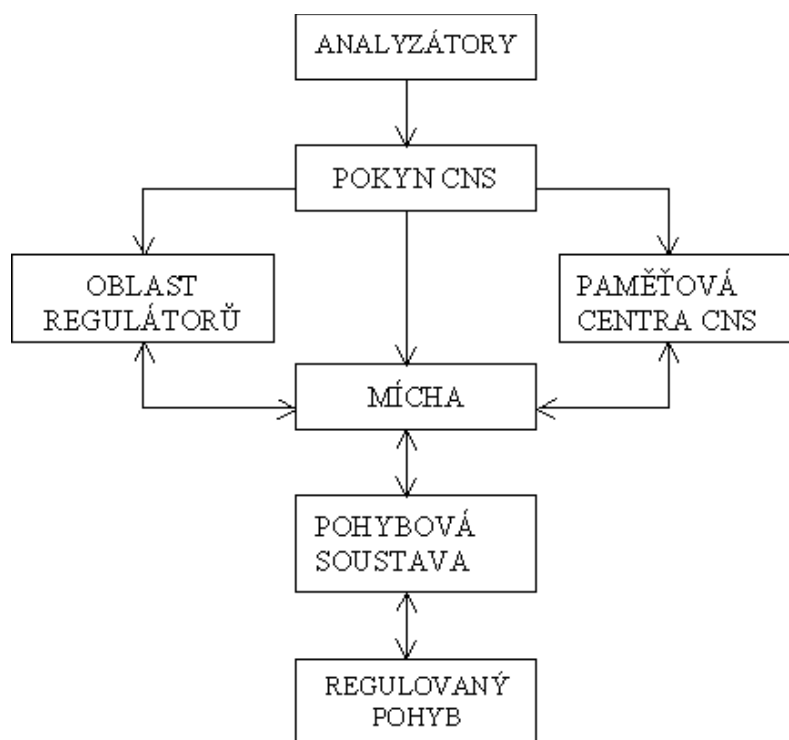 ANALYZÁTORY
POKYN CNS
OBLAST
REGULÁTORŮ
PAMĚŤOVÁ
CENTRA CNS
MÍCHA
POHYBOVÁ
SOUSTAVA
REGULOVANÝ
POHYB